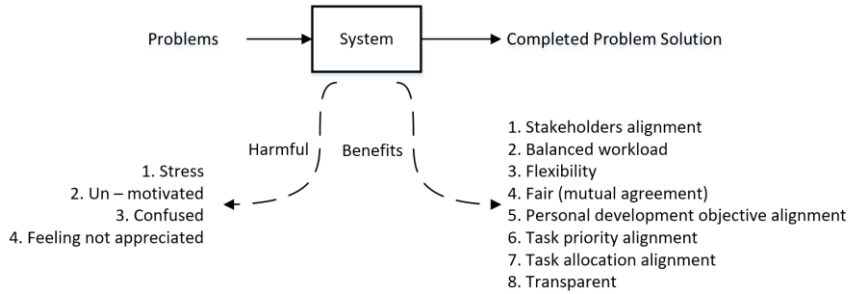 Problems
System
Completed Problem Solution
Harmful
Benefits
1. Stress
2. Un – motivated
3. Confused
4. Feeling not appreciated
1. Stakeholders alignment
2. Balanced workload
3. Flexibility
4. Fair (mutual agreement)
5. Personal development objective alignment
6. Task priority alignment
7. Task allocation alignment
8. Transparent